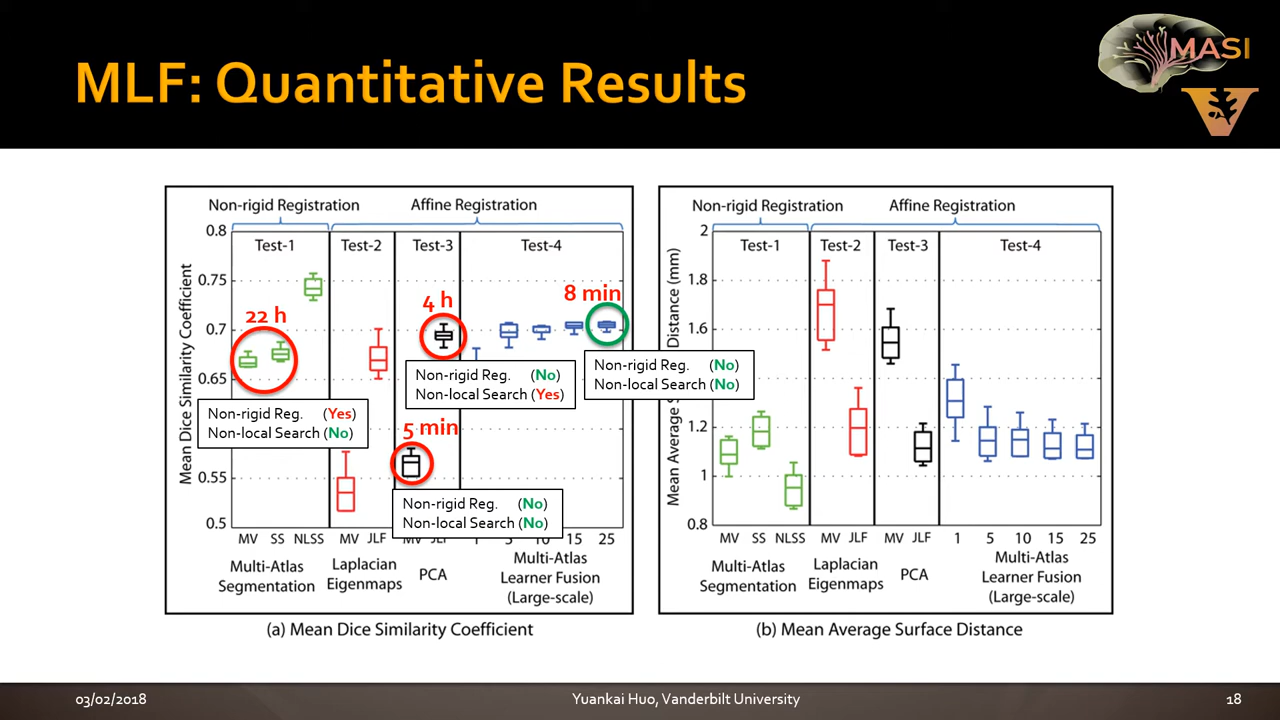 MLF: Quantitative Results
MASI
V
Non-rigid Registration
Affine Registration
Test-1
Test-2
Test-3
Test-4
Mean Dice Similarity Coefficient
0.8
0.75
0.7
0.65
0.55
0.5
22 h
4 h
8 min
5 min
Non-rigid Reg. (Yes)
Non-local Search (No)
Non-rigid Reg. (No)
Non-local Search (Yes)
Non-rigid Reg. (No)
Non-local Search (No)
Non-rigid Reg. (No)
Non-local Search (No)
MV SS NLSS MV JLF MV JLF 1 5 10 15 25
Multi-Atlas
Segmentation
Laplacian
Eigenmaps
PCA
Multi-Atlas
Learner Fusion
(Large-scale)
(a) Mean Dice Similarity Coefficient
Non-rigid Registration
Affine Registration
Test-1
Test-2
Test-3
Test-4
Mean Average Distance (mm)
2
1.8
1.6
1.2
1
0.8
MV SS NLSS MV JLF MV JLF 1 5 10 15 25
Multi-Atlas
Segmentation
Laplacian
Eigenmaps
PCA
Multi-Atlas
Learner Fusion
(Large-scale)
(b) Mean Average Surface Distance
03/02/2018
Yuankai Huo, Vanderbilt University
18